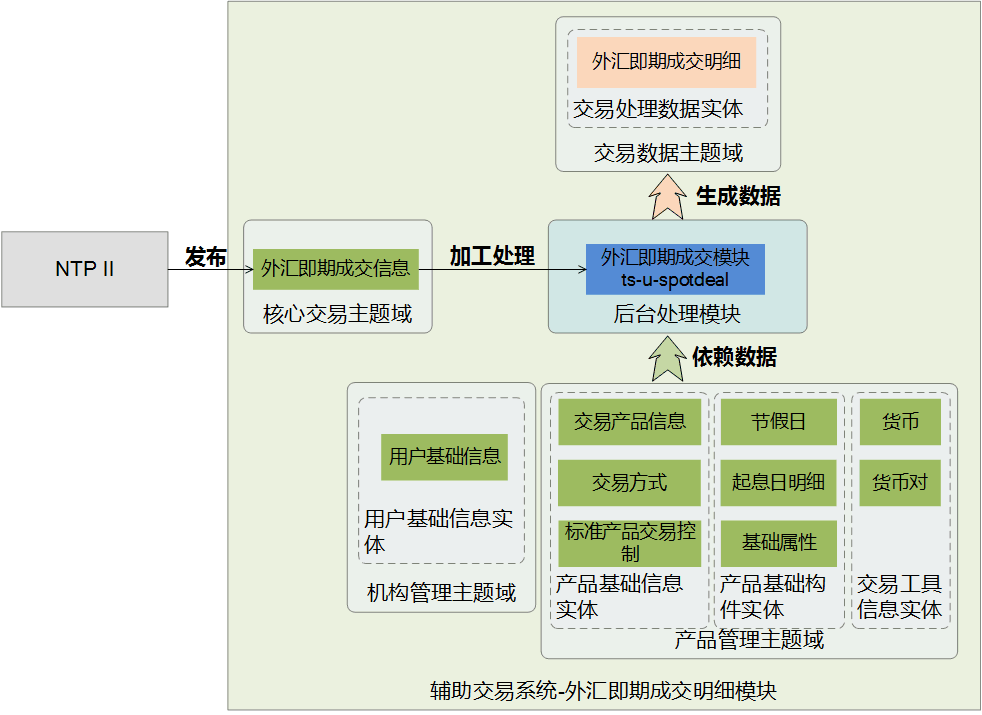 外汇即期成交明细
交易处理数据实体
交易数据主题域
生成数据
NTP II
发布
外汇即期成交信息
核心交易主题域
加工处理
外汇即期成交模块
ts-u-spotdeal
后台处理模块
依赖数据
用户基础信息
用户基础信息实
体
机构管理主题域
交易产品信息
交易方式
标准产品交易控
制
产品基础信息
实体
节假日
起息日明细
基础属性
产品基础构
件实体
货币
货币对
交易工具
信息实体
产品管理主题域
辅助交易系统-外汇即期成交明细模块